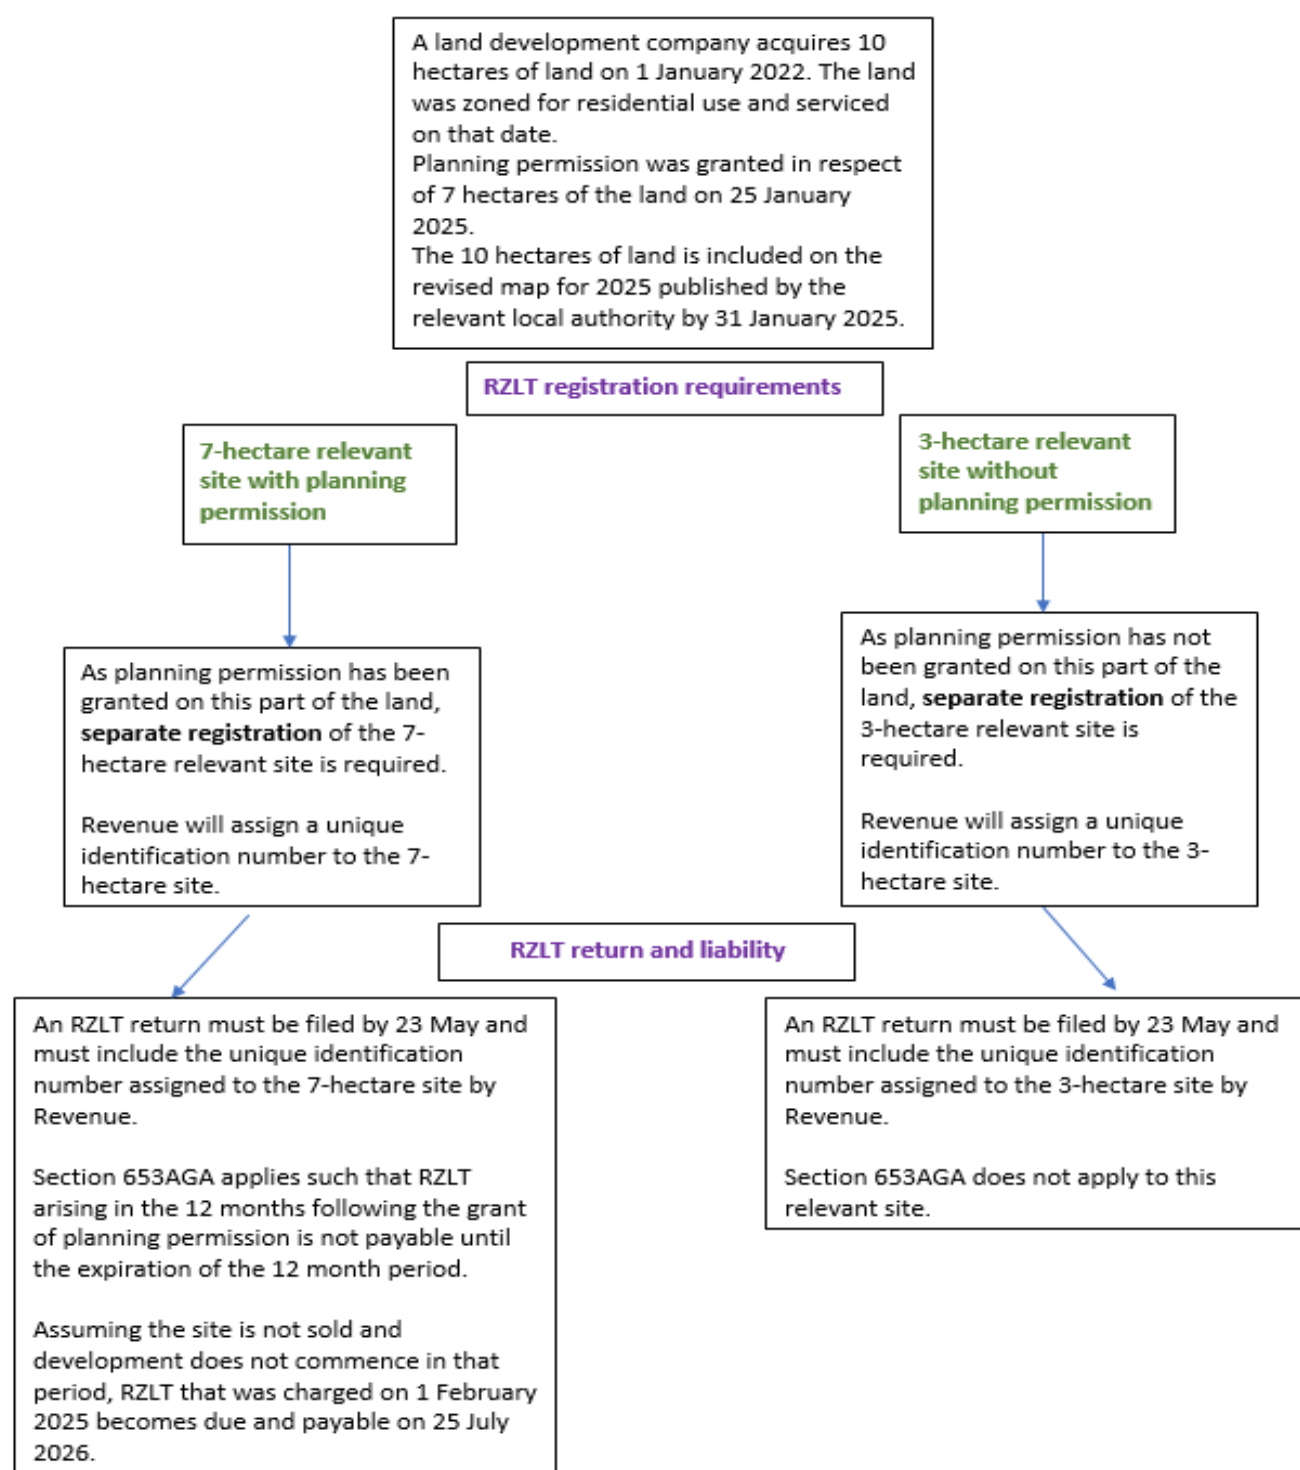 A land development company acquires 10
hectares of land on 1 January 2022. The land
was zoned for residential use and serviced
on that date.
Planning permission was granted in respect
of 7 hectares of the land on 25 January
2025.
The 10 hectares of land is included on the
revised map for 2025 published by the
relevant local authority by 31 January 2025.
RZLT registration requirements
7-hectare relevant
site with planning
permission
3-hectare relevant
site without
planning permission
As planning permission has been
granted on this part of the land,
separate registration of the 7-
hectare relevant site is required.
Revenue will assign a unique
identification number to the 7-
hectare site.
As planning permission has not
been granted on this part of the
land, separate registration of the
3-hectare relevant site is
required.
Revenue will assign a unique
identification number to the 3-
hectare site.
RZLT return and liability
An RZLT return must be filed by 23 May and
must include the unique identification
number assigned to the 7-hectare site by
Revenue.
Section 653AGA applies such that RZLT
arising in the 12 months following the grant
of planning permission is not payable until
the expiration of the 12 month period.
Assuming the site is not sold and
development does not commence in that
period, RZLT that was charged on 1 February
2025 becomes due and payable on 25 July
2026.
An RZLT return must be filed by 23 May and
must include the unique identification
number assigned to the 3-hectare site by
Revenue.
Section 653AGA does not apply to this
relevant site.